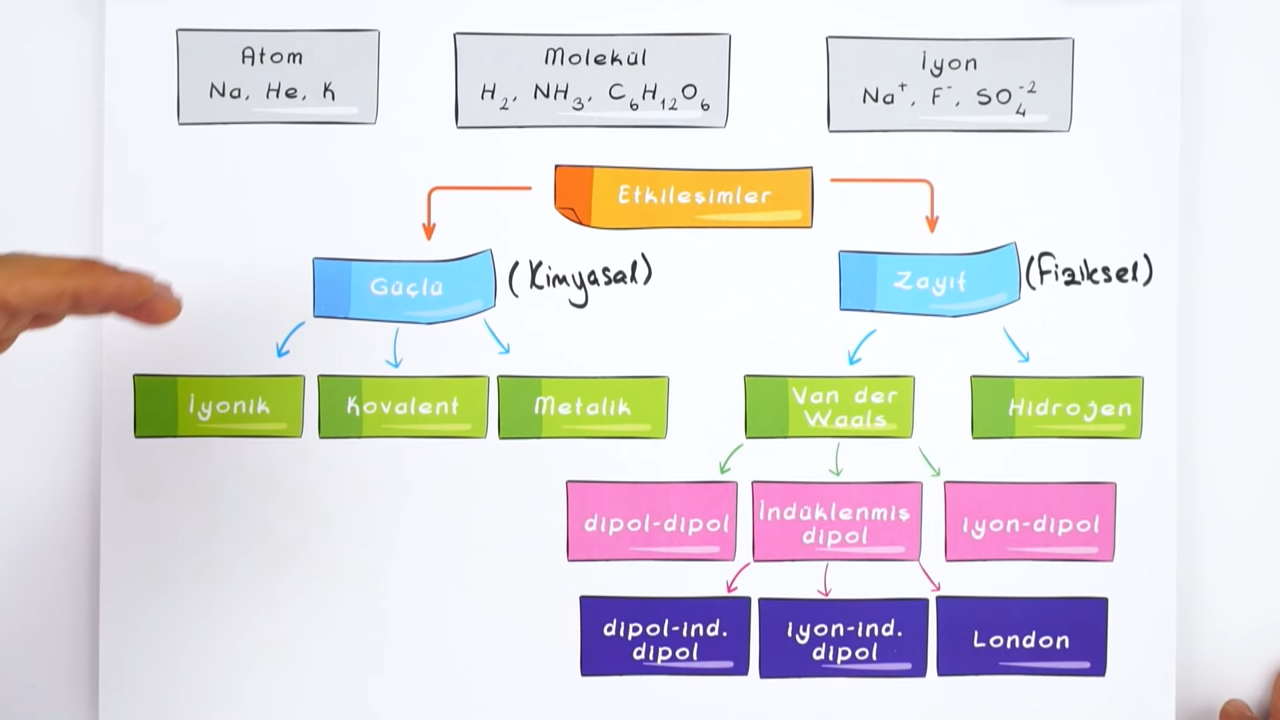 Atom
Na, He, K
Molekül
H₂, NH₃, C₆H₁₂O₆
İyon
Na⁺, F⁻, SO₄⁻²
Etkileşimler
Güçlü
(Kimyasal)
Zayıf
(Fiziksel)
İyonik
Kovalent
Metalik
Van der
Waals
Hidrojen
dipol-dipol
İndüklenmiş
dipol
iyon-dipol
dipol-ind.
dipol
iyon-ind.
dipol
London